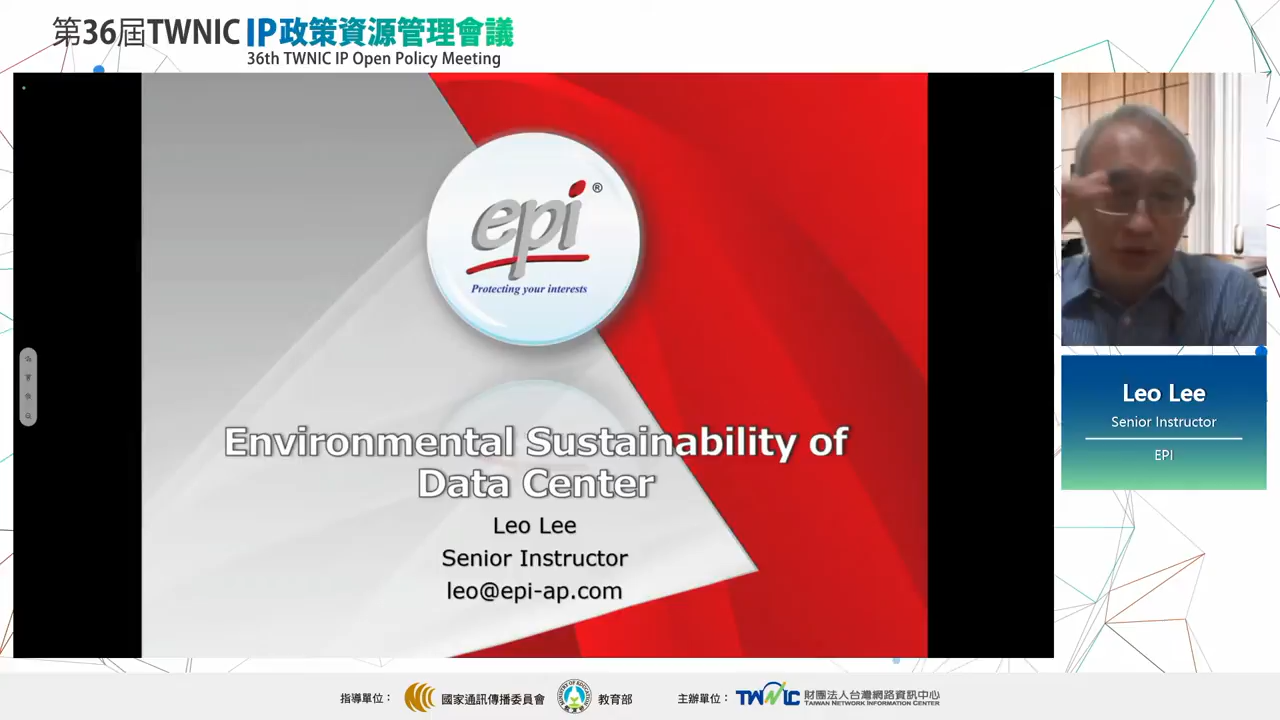 第36屆TWNIC IP政策資源管理會議
36th TWNIC IP Open Policy Meeting
epi®
Protecting your interests
Environmental Sustainability of
Data Center
Leo Lee
Senior Instructor
leo@epi-ap.com
Leo Lee
Senior Instructor
EPI
指導單位：
國家通訊傳播委員會
教育部
主辦單位：
TWNIC
財團法人台灣網路資訊中心
TAIWAN NETWORK INFORMATION CENTER